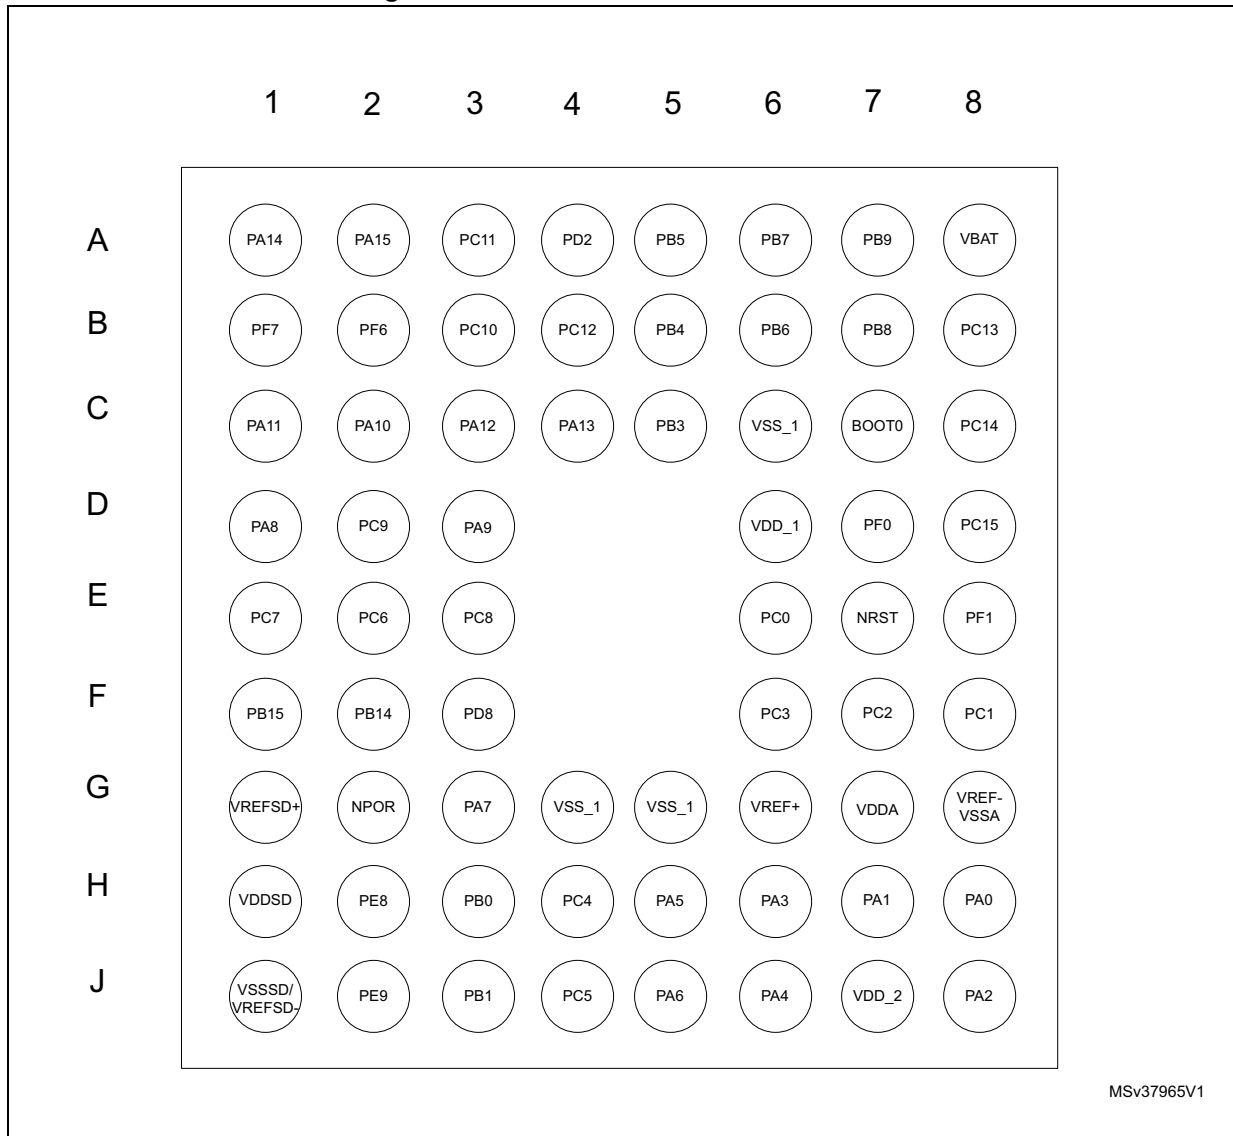 1 2 3 4 5 6 7 8
A PA14 PA15 PC11 PD2 PB5 PB7 PB9 VBAT
B PF7 PF6 PC10 PC12 PB4 PB6 PB8 PC13
C PA11 PA10 PA12 PA13 PB3 VSS_1 BOOT0 PC14
D PA8 PC9 PA9 VDD_1 PF0 PC15
E PC7 PC6 PC8 PC0 NRST PF1
F PB15 PB14 PD8 PC3 PC2 PC1
G VREFSD+ NPOR PA7 VSS_1 VSS_1 VREF+ VDDA VREF-
VSSA
H VDDSD PE8 PB0 PC4 PA5 PA3 PA1 PA0
J VSSSD/
VREFSD- PE9 PB1 PC5 PA6 PA4 VDD_2 PA2
MSv37965V1